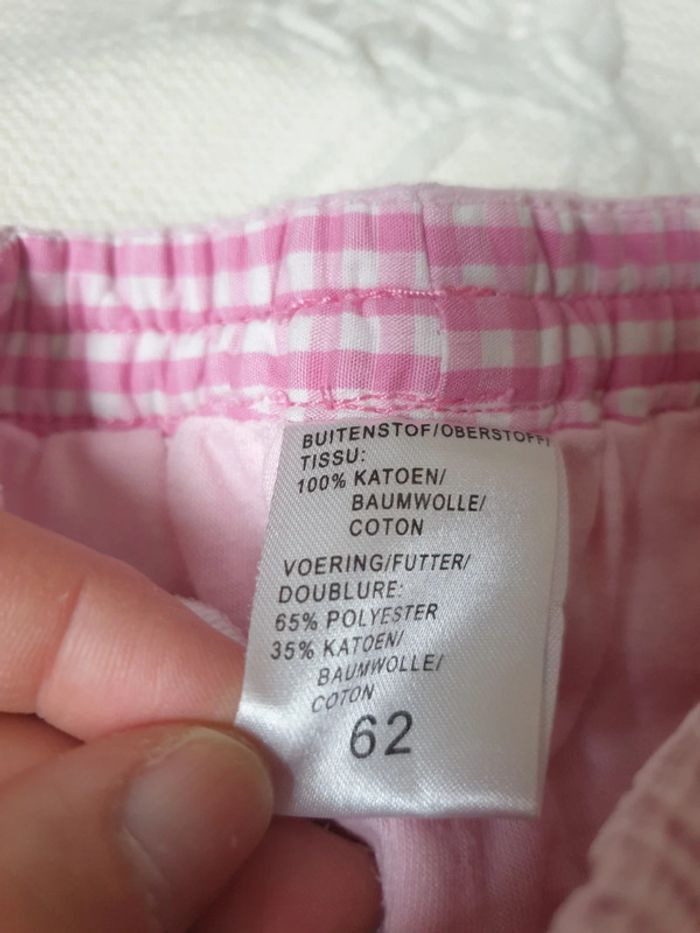 BUITENSTOF/OBERSTOFF/
TISSU:
100% KATOEN/
BAUMWOLLE/
COTON
VOERING/FUTTER/
DOUBLURE:
65% POLYESTER
35% KATOEN/
BAUMWOLLE/
COTON
62